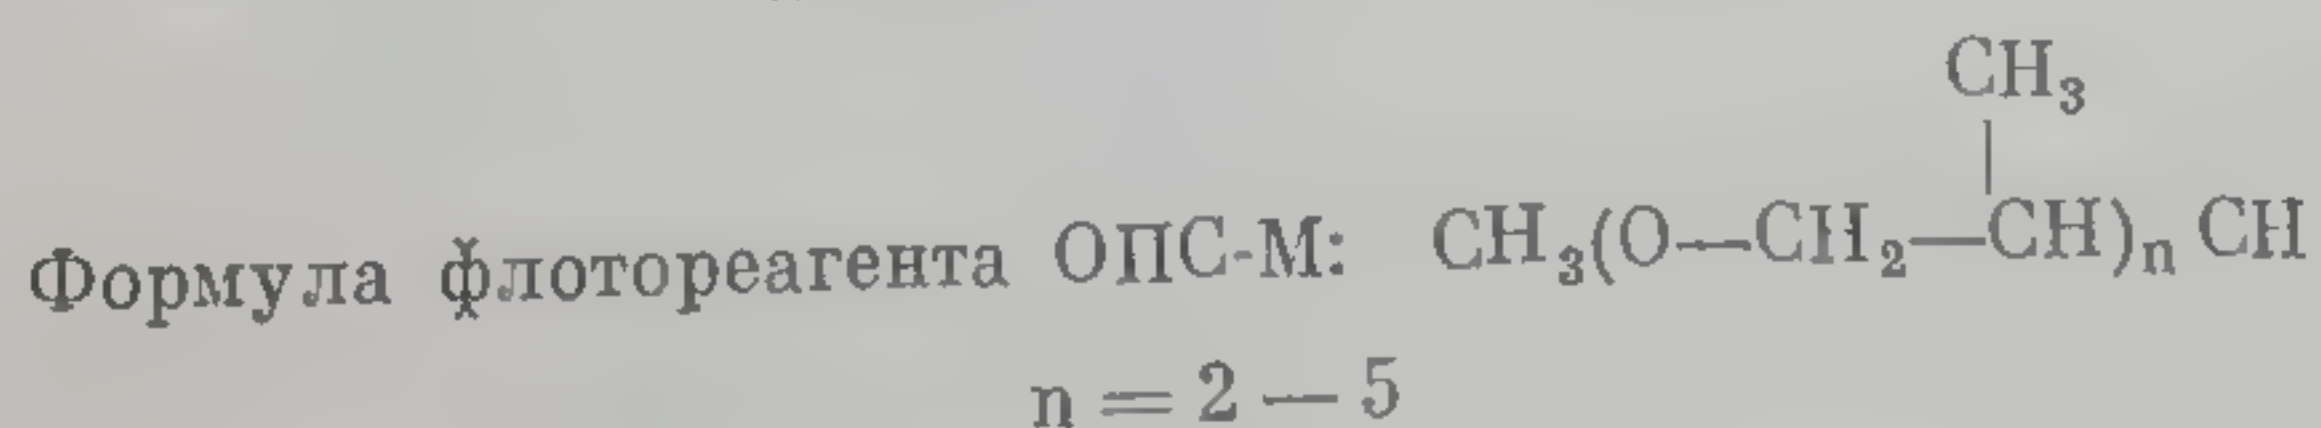 CH₃
Формула флотореагента ОПС-М: CH₃(O—CH₂—CH)ₙ CH
n = 2 — 5